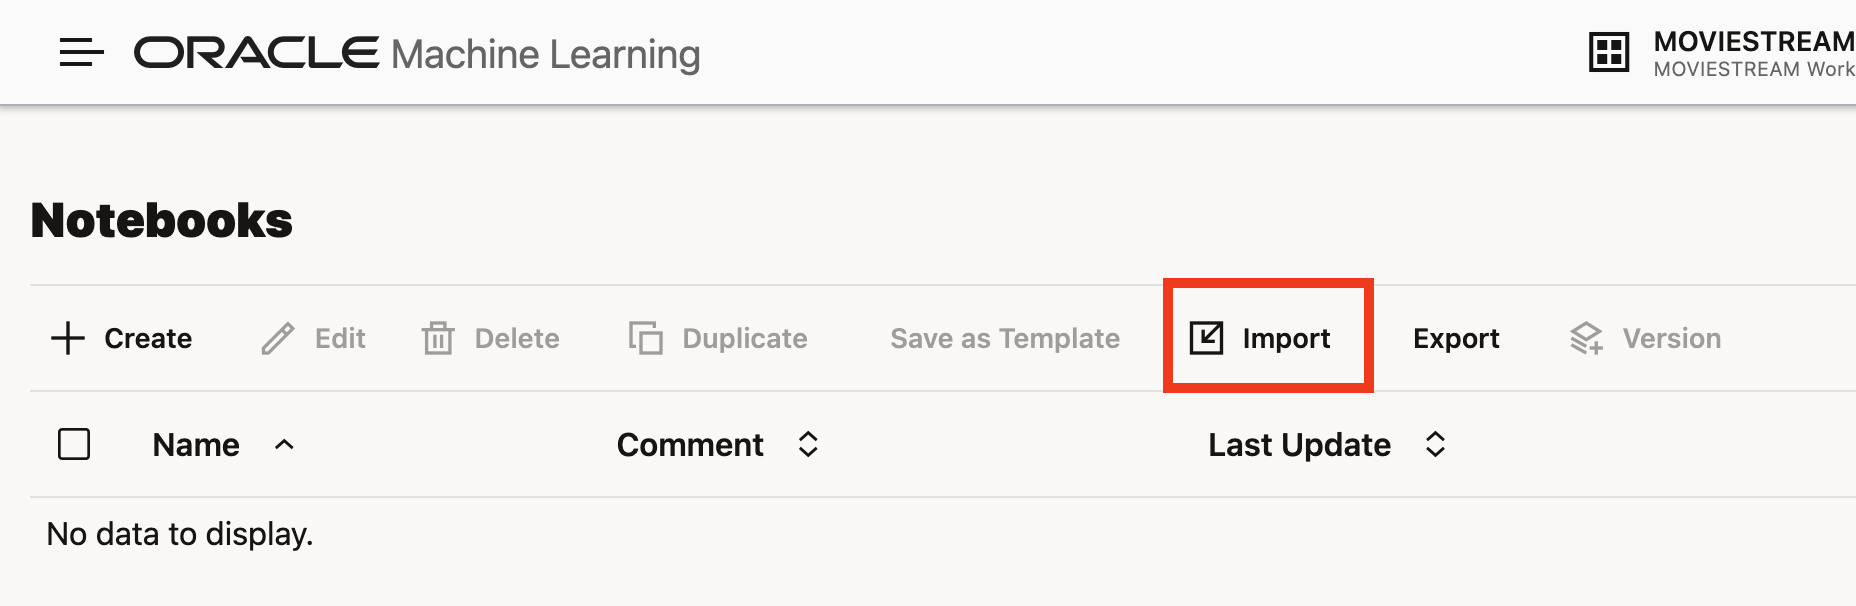 ORACLE Machine Learning
MOVIESTREAM
MOVIESTREAM Work
Notebooks
Create Edit Delete Duplicate Save as Template Import Export Version
Name Comment Last Update
No data to display.